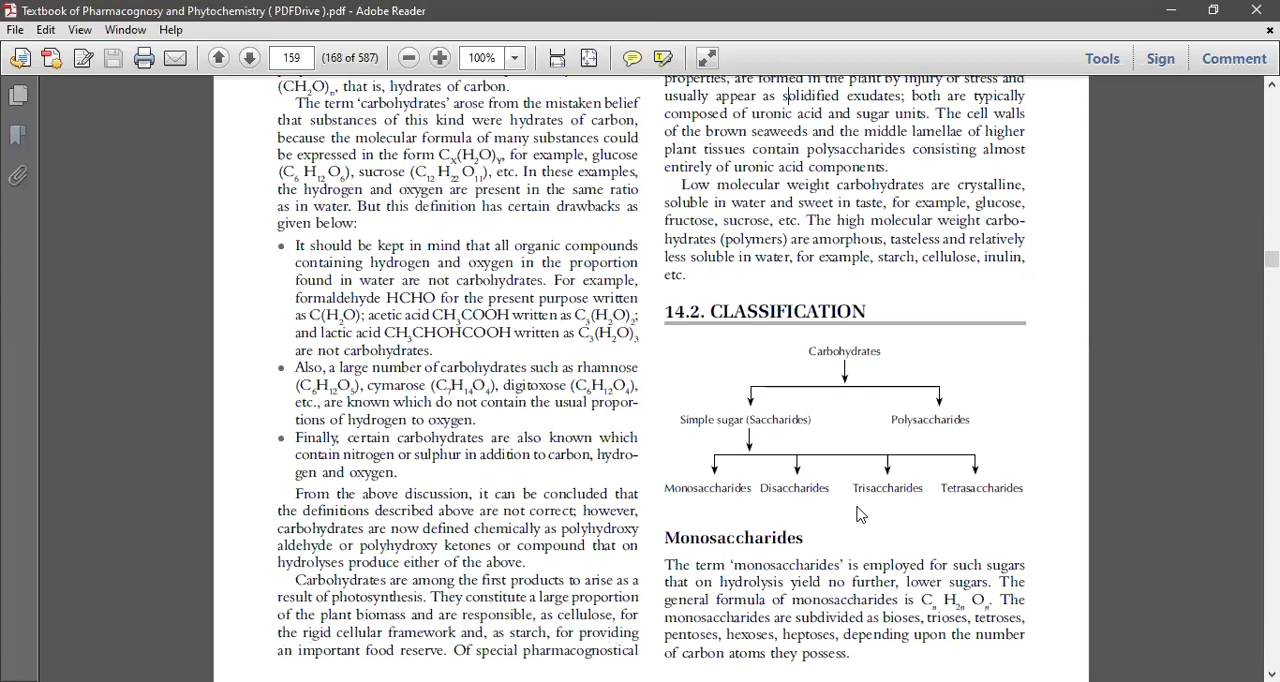 Textbook of Pharmacognosy and Phytochemistry ( PDFDrive ).pdf - Adobe Reader
File Edit View Window Help
159 (168 of 587) 100% Tools Sign Comment
(CH₂O)ₙ, that is, hydrates of carbon.
The term ‘carbohydrates’ arose from the mistaken belief
that substances of this kind were hydrates of carbon,
because the molecular formula of many substances could
be expressed in the form Cₓ(H₂O)ᵧ, for example, glucose
(C₆ H₁₂ O₆), sucrose (C₁₂ H₂₂ O₁₁), etc. In these examples,
the hydrogen and oxygen are present in the same ratio
as in water. But this definition has certain drawbacks as
given below:
● It should be kept in mind that all organic compounds
containing hydrogen and oxygen in the proportion
found in water are not carbohydrates. For example,
formaldehyde HCHO for the present purpose written
as C(H₂O); acetic acid CH₃COOH written as C₂(H₂O)₂;
and lactic acid CH₃CHOHCOOH written as C₃(H₂O)₃
are not carbohydrates.
● Also, a large number of carbohydrates such as rhamnose
(C₆H₁₂O₅), cymarose (C₇H₁₄O₄), digitoxose (C₆H₁₂O₄),
etc., are known which do not contain the usual propor-
tions of hydrogen to oxygen.
● Finally, certain carbohydrates are also known which
contain nitrogen or sulphur in addition to carbon, hydro-
gen and oxygen.
From the above discussion, it can be concluded that
the definitions described above are not correct; however,
carbohydrates are now defined chemically as polyhydroxy
aldehyde or polyhydroxy ketones or compound that on
hydrolyses produce either of the above.
Carbohydrates are among the first products to arise as a
result of photosynthesis. They constitute a large proportion
of the plant biomass and are responsible, as cellulose, for
the rigid cellular framework and, as starch, for providing
an important food reserve. Of special pharmacognostical
properties, are formed in the plant by injury or stress and
usually appear as solidified exudates; both are typically
composed of uronic acid and sugar units. The cell walls
of the brown seaweeds and the middle lamellae of higher
plant tissues contain polysaccharides consisting almost
entirely of uronic acid components.
Low molecular weight carbohydrates are crystalline,
soluble in water and sweet in taste, for example, glucose,
fructose, sucrose, etc. The high molecular weight carbo-
hydrates (polymers) are amorphous, tasteless and relatively
less soluble in water, for example, starch, cellulose, inulin,
etc.
14.2. CLASSIFICATION
Carbohydrates
Simple sugar (Saccharides) Polysaccharides
Monosaccharides Disaccharides Trisaccharides Tetrasaccharides
Monosaccharides
The term ‘monosaccharides’ is employed for such sugars
that on hydrolysis yield no further, lower sugars. The
general formula of monosaccharides is Cₙ H₂ₙ Oₙ. The
monosaccharides are subdivided as bioses, trioses, tetroses,
pentoses, hexoses, heptoses, depending upon the number
of carbon atoms they possess.